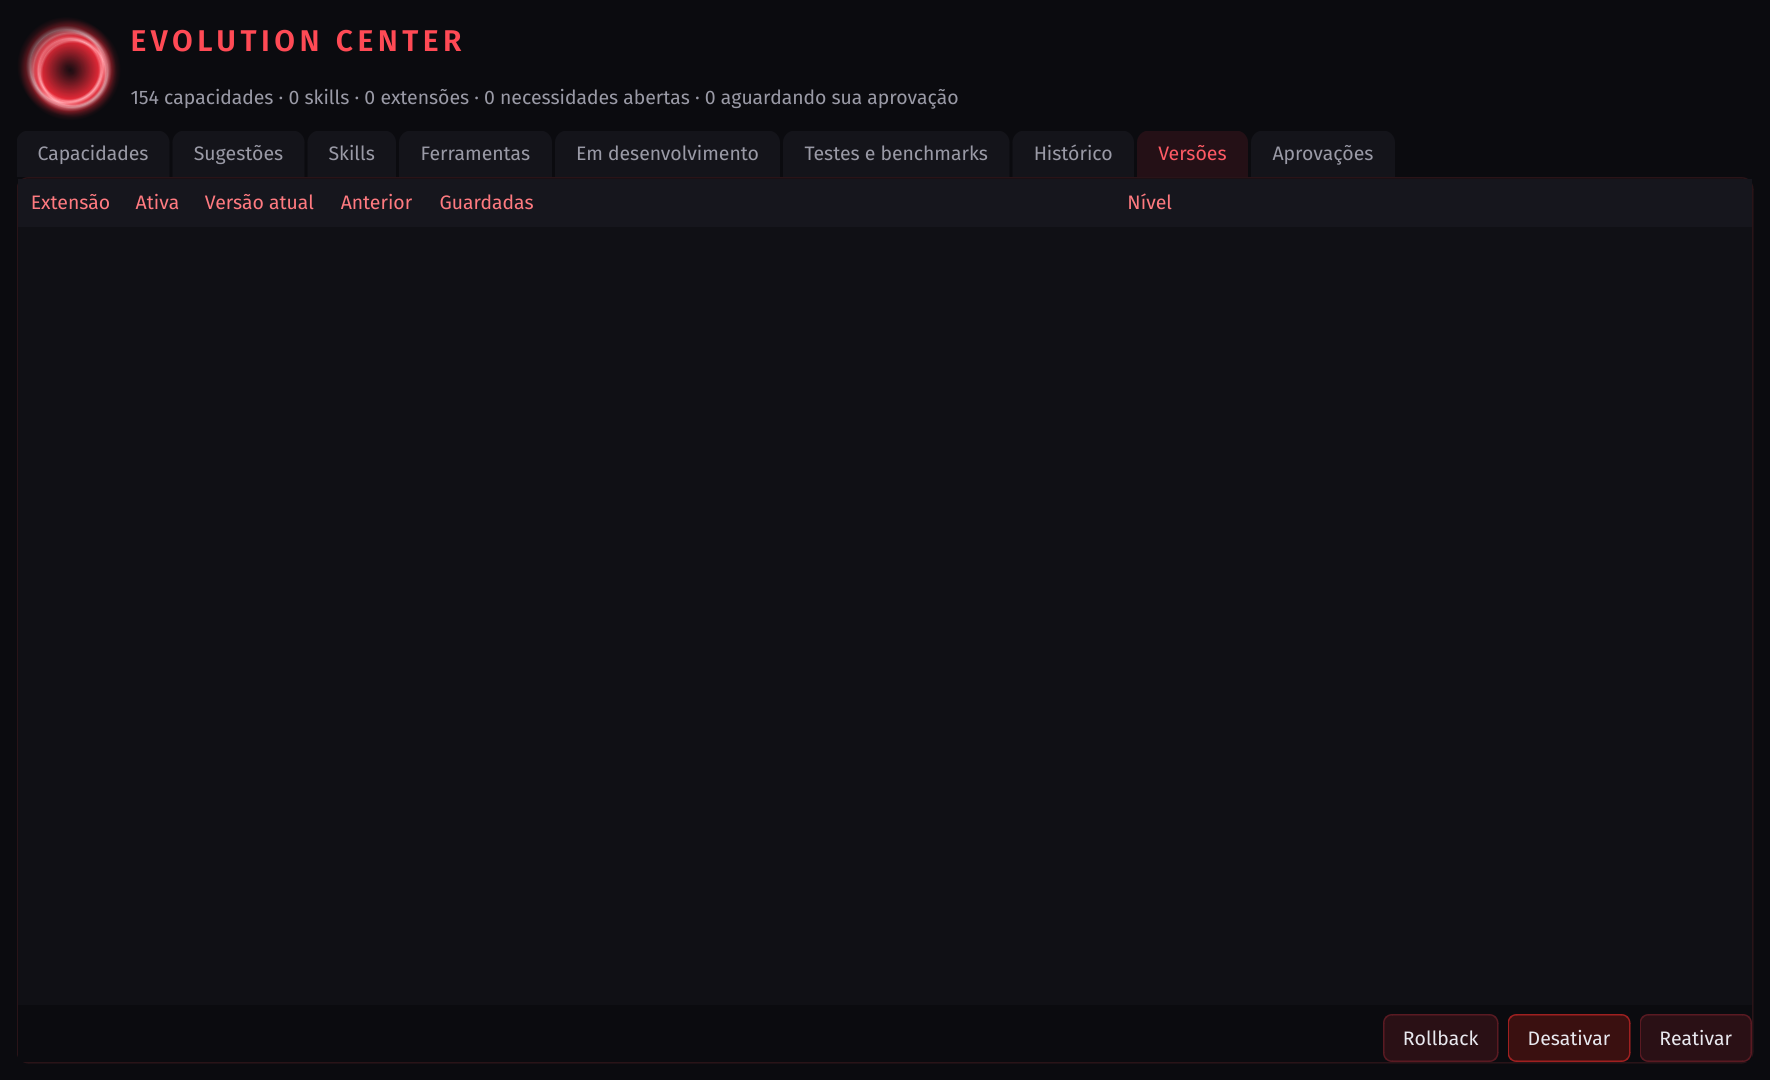 EVOLUTION CENTER
154 capacidades · 0 skills · 0 extensões · 0 necessidades abertas · 0 aguardando sua aprovação
Capacidades Sugestões Skills Ferramentas Em desenvolvimento Testes e benchmarks Histórico Versões Aprovações
Extensão Ativa Versão atual Anterior Guardadas Nível
Rollback Desativar Reativar